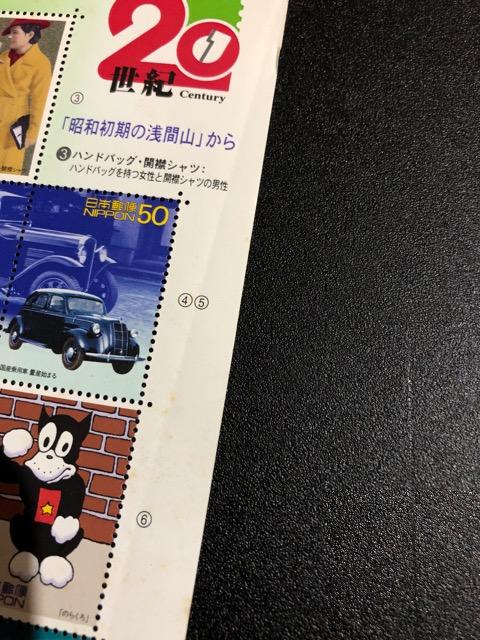 20
世紀 Century
③
「昭和初期の浅間山」から
❸ハンドバッグ・開襟シャツ:
ハンドバッグを持つ女性と開襟シャツの男性
日本郵便
NIPPON 50
④⑤
国産乗用車 量産始まる
⑥
郵便
PPON
「のらくろ」